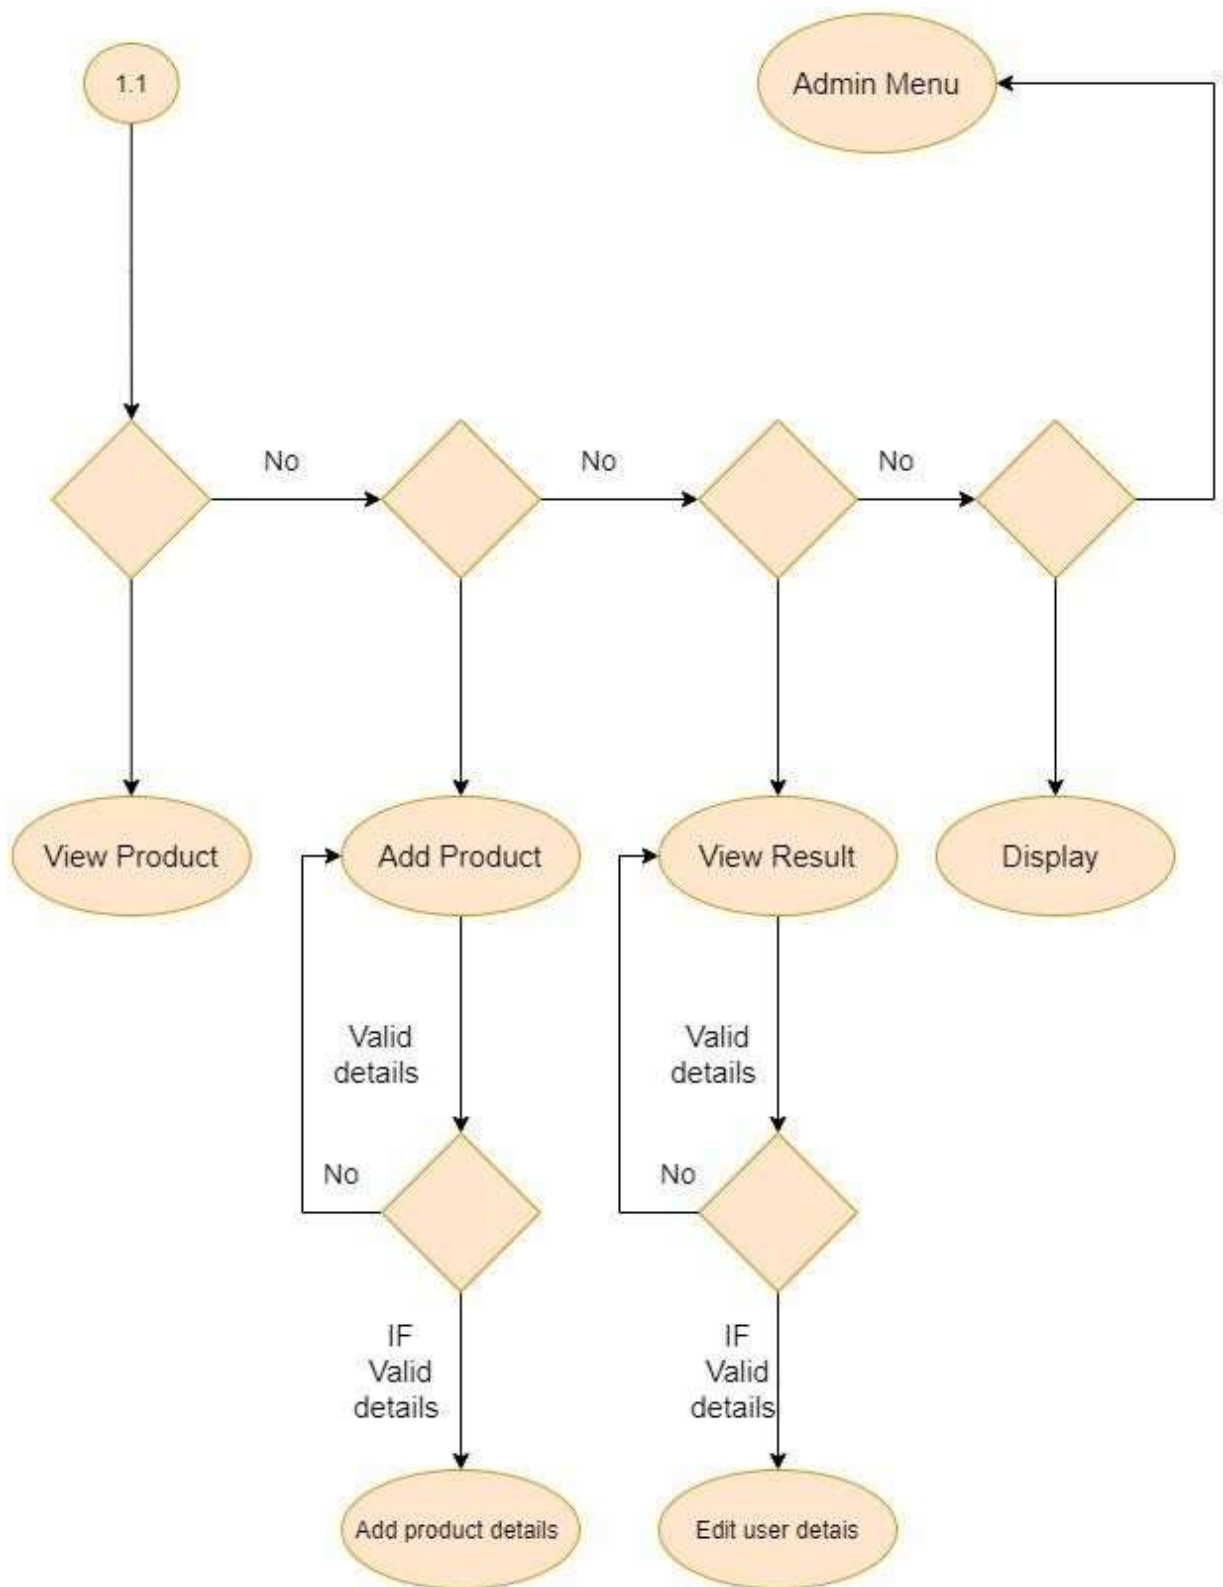 1.1
Admin Menu
No
No
No
View Product
Add Product
View Result
Display
Valid
details
Valid
details
No
No
IF
Valid
details
IF
Valid
details
Add product details
Edit user detais